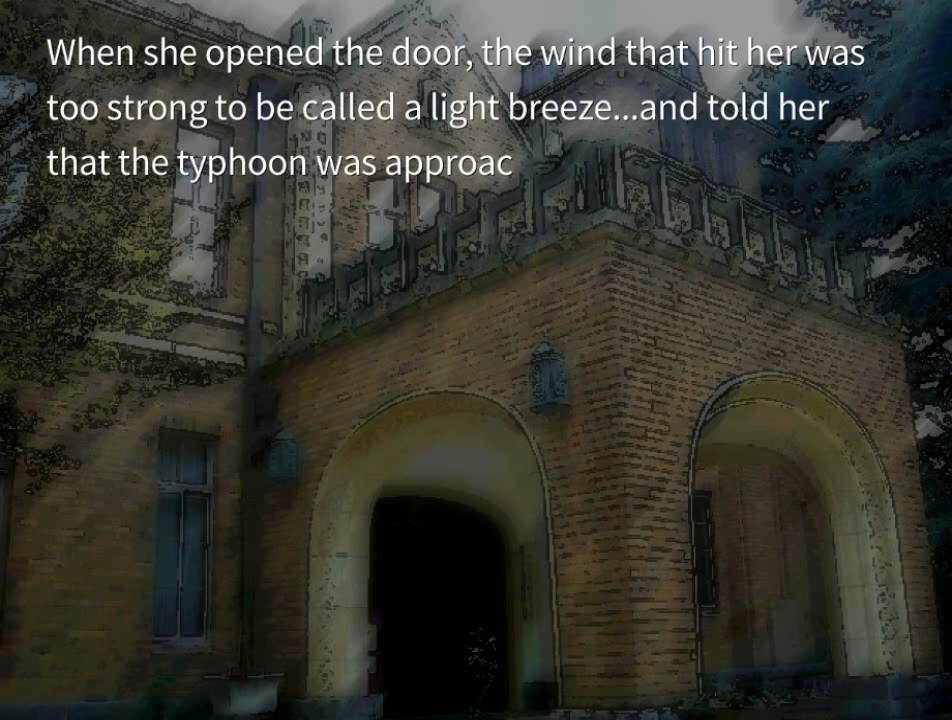 When she opened the door, the wind that hit her was
too strong to be called a light breeze...and told her
that the typhoon was approac